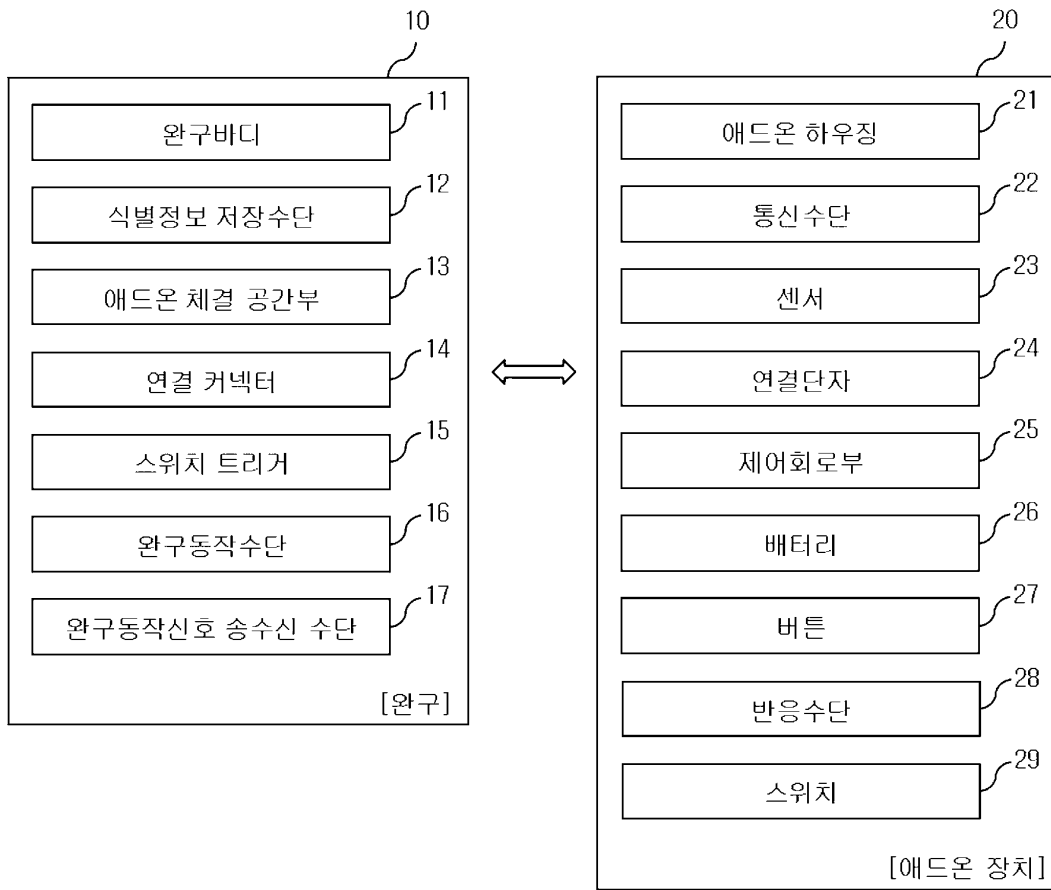 10
11
완구바디
12
식별정보 저장수단
13
애드온 체결 공간부
14
연결 커넥터
15
스위치 트리거
16
완구동작수단
17
완구동작신호 송수신 수단
[완구]
20
21
애드온 하우징
22
통신수단
23
센서
24
연결단자
25
제어회로부
26
배터리
27
버튼
28
반응수단
29
스위치
[애드온 장치]